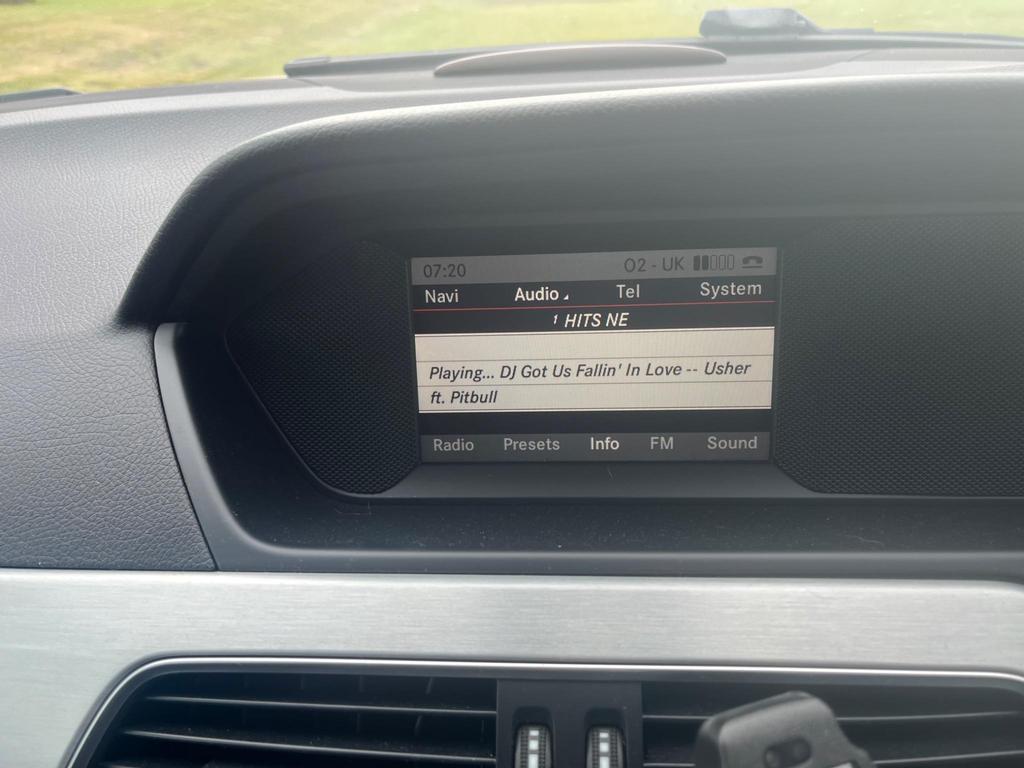 07:20 O2 - UK
Navi Audio Tel System
1 HITS NE
Playing... DJ Got Us Fallin' In Love -- Usher
ft. Pitbull
Radio Presets Info FM Sound